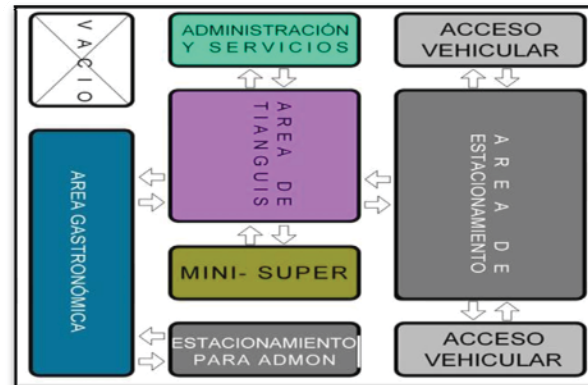 VACIO
ADMINISTRACIÓN
Y SERVICIOS
ACCESO
VEHICULAR
AREA DE
TIANGUIS
AREA DE
ESTACIONAMIENTO
AREA GASTRONÓMICA
MINI- SUPER
ESTACIONAMIENTO
PARA ADMON
ACCESO
VEHICULAR